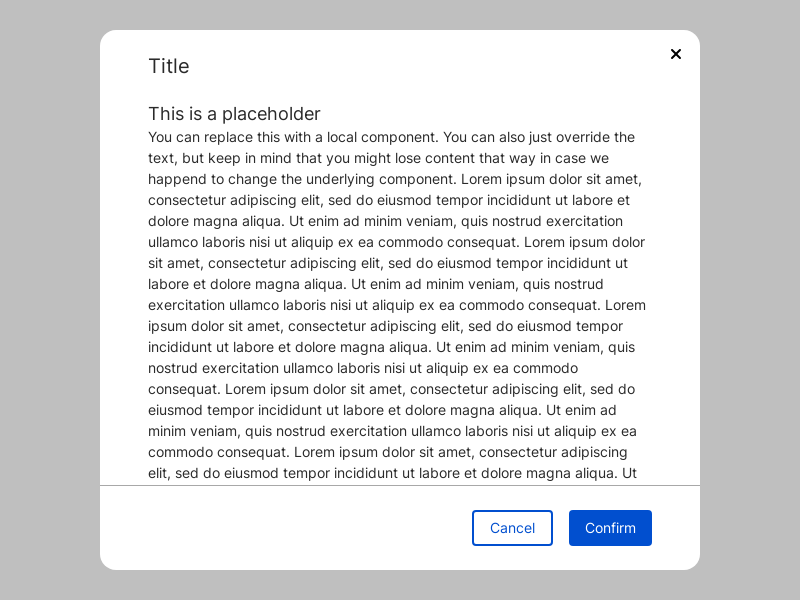 Title
This is a placeholder
You can replace this with a local component. You can also just override the
text, but keep in mind that you might lose content that way in case we
happend to change the underlying component. Lorem ipsum dolor sit amet,
consectetur adipiscing elit, sed do eiusmod tempor incididunt ut labore et
dolore magna aliqua. Ut enim ad minim veniam, quis nostrud exercitation
ullamco laboris nisi ut aliquip ex ea commodo consequat. Lorem ipsum dolor
sit amet, consectetur adipiscing elit, sed do eiusmod tempor incididunt ut
labore et dolore magna aliqua. Ut enim ad minim veniam, quis nostrud
exercitation ullamco laboris nisi ut aliquip ex ea commodo consequat. Lorem
ipsum dolor sit amet, consectetur adipiscing elit, sed do eiusmod tempor
incididunt ut labore et dolore magna aliqua. Ut enim ad minim veniam, quis
nostrud exercitation ullamco laboris nisi ut aliquip ex ea commodo
consequat. Lorem ipsum dolor sit amet, consectetur adipiscing elit, sed do
eiusmod tempor incididunt ut labore et dolore magna aliqua. Ut enim ad
minim veniam, quis nostrud exercitation ullamco laboris nisi ut aliquip ex ea
commodo consequat. Lorem ipsum dolor sit amet, consectetur adipiscing
elit, sed do eiusmod tempor incididunt ut labore et dolore magna aliqua. Ut
Cancel
Confirm